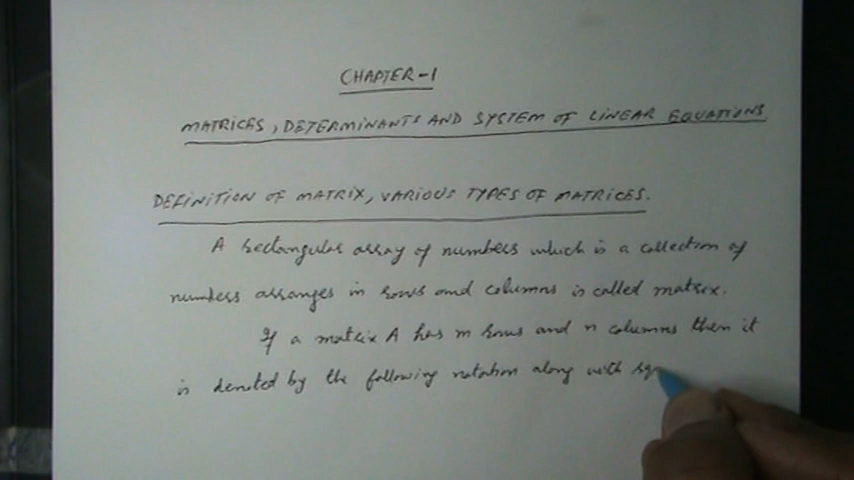 CHAPTER-1
MATRICES, DETERMINANTS AND SYSTEM OF LINEAR EQUATIONS
DEFINITION OF MATRIX, VARIOUS TYPES OF MATRICES.
A rectangular array of numbers which is a collection of
numbers arranges in rows and columns is called matrix.
If a matrix A has m rows and n columns then it
is denoted by the following notation along with sq